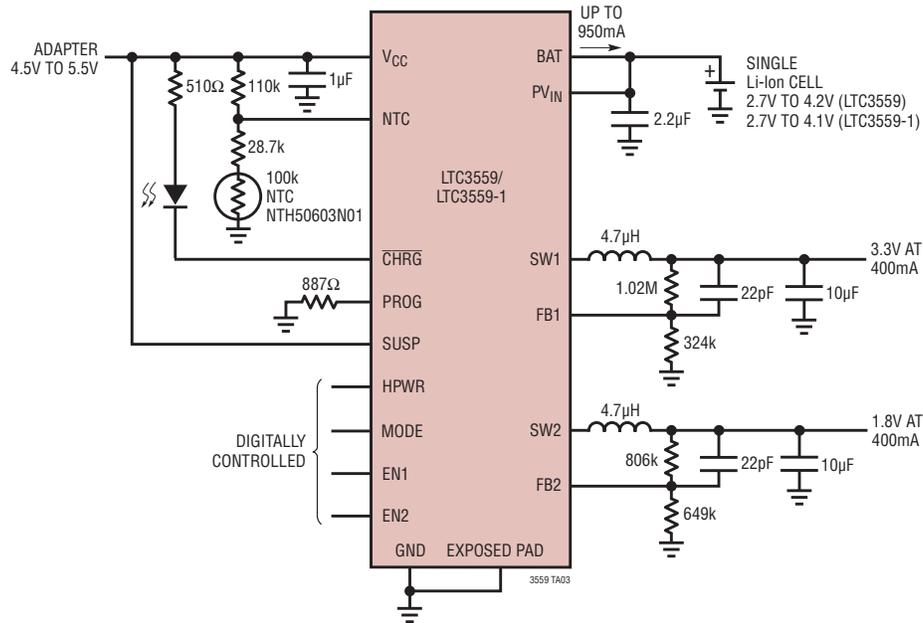 UP TO
950mA
ADAPTER
4.5V TO 5.5V
510Ω
110k
1µF
VCC
NTC
28.7k
100k
NTC
NTH50603N01
CHRG
887Ω
PROG
SUSP
HPWR
MODE
EN1
EN2
DIGITALLY
CONTROLLED
GND
EXPOSED PAD
LTC3559/
LTC3559-1
BAT
PVIN
+
SINGLE
Li-Ion CELL
2.7V TO 4.2V (LTC3559)
2.7V TO 4.1V (LTC3559-1)
2.2µF
SW1
4.7µH
3.3V AT
400mA
1.02M
22pF
10µF
FB1
324k
SW2
4.7µH
1.8V AT
400mA
806k
22pF
10µF
FB2
649k
3559 TA03